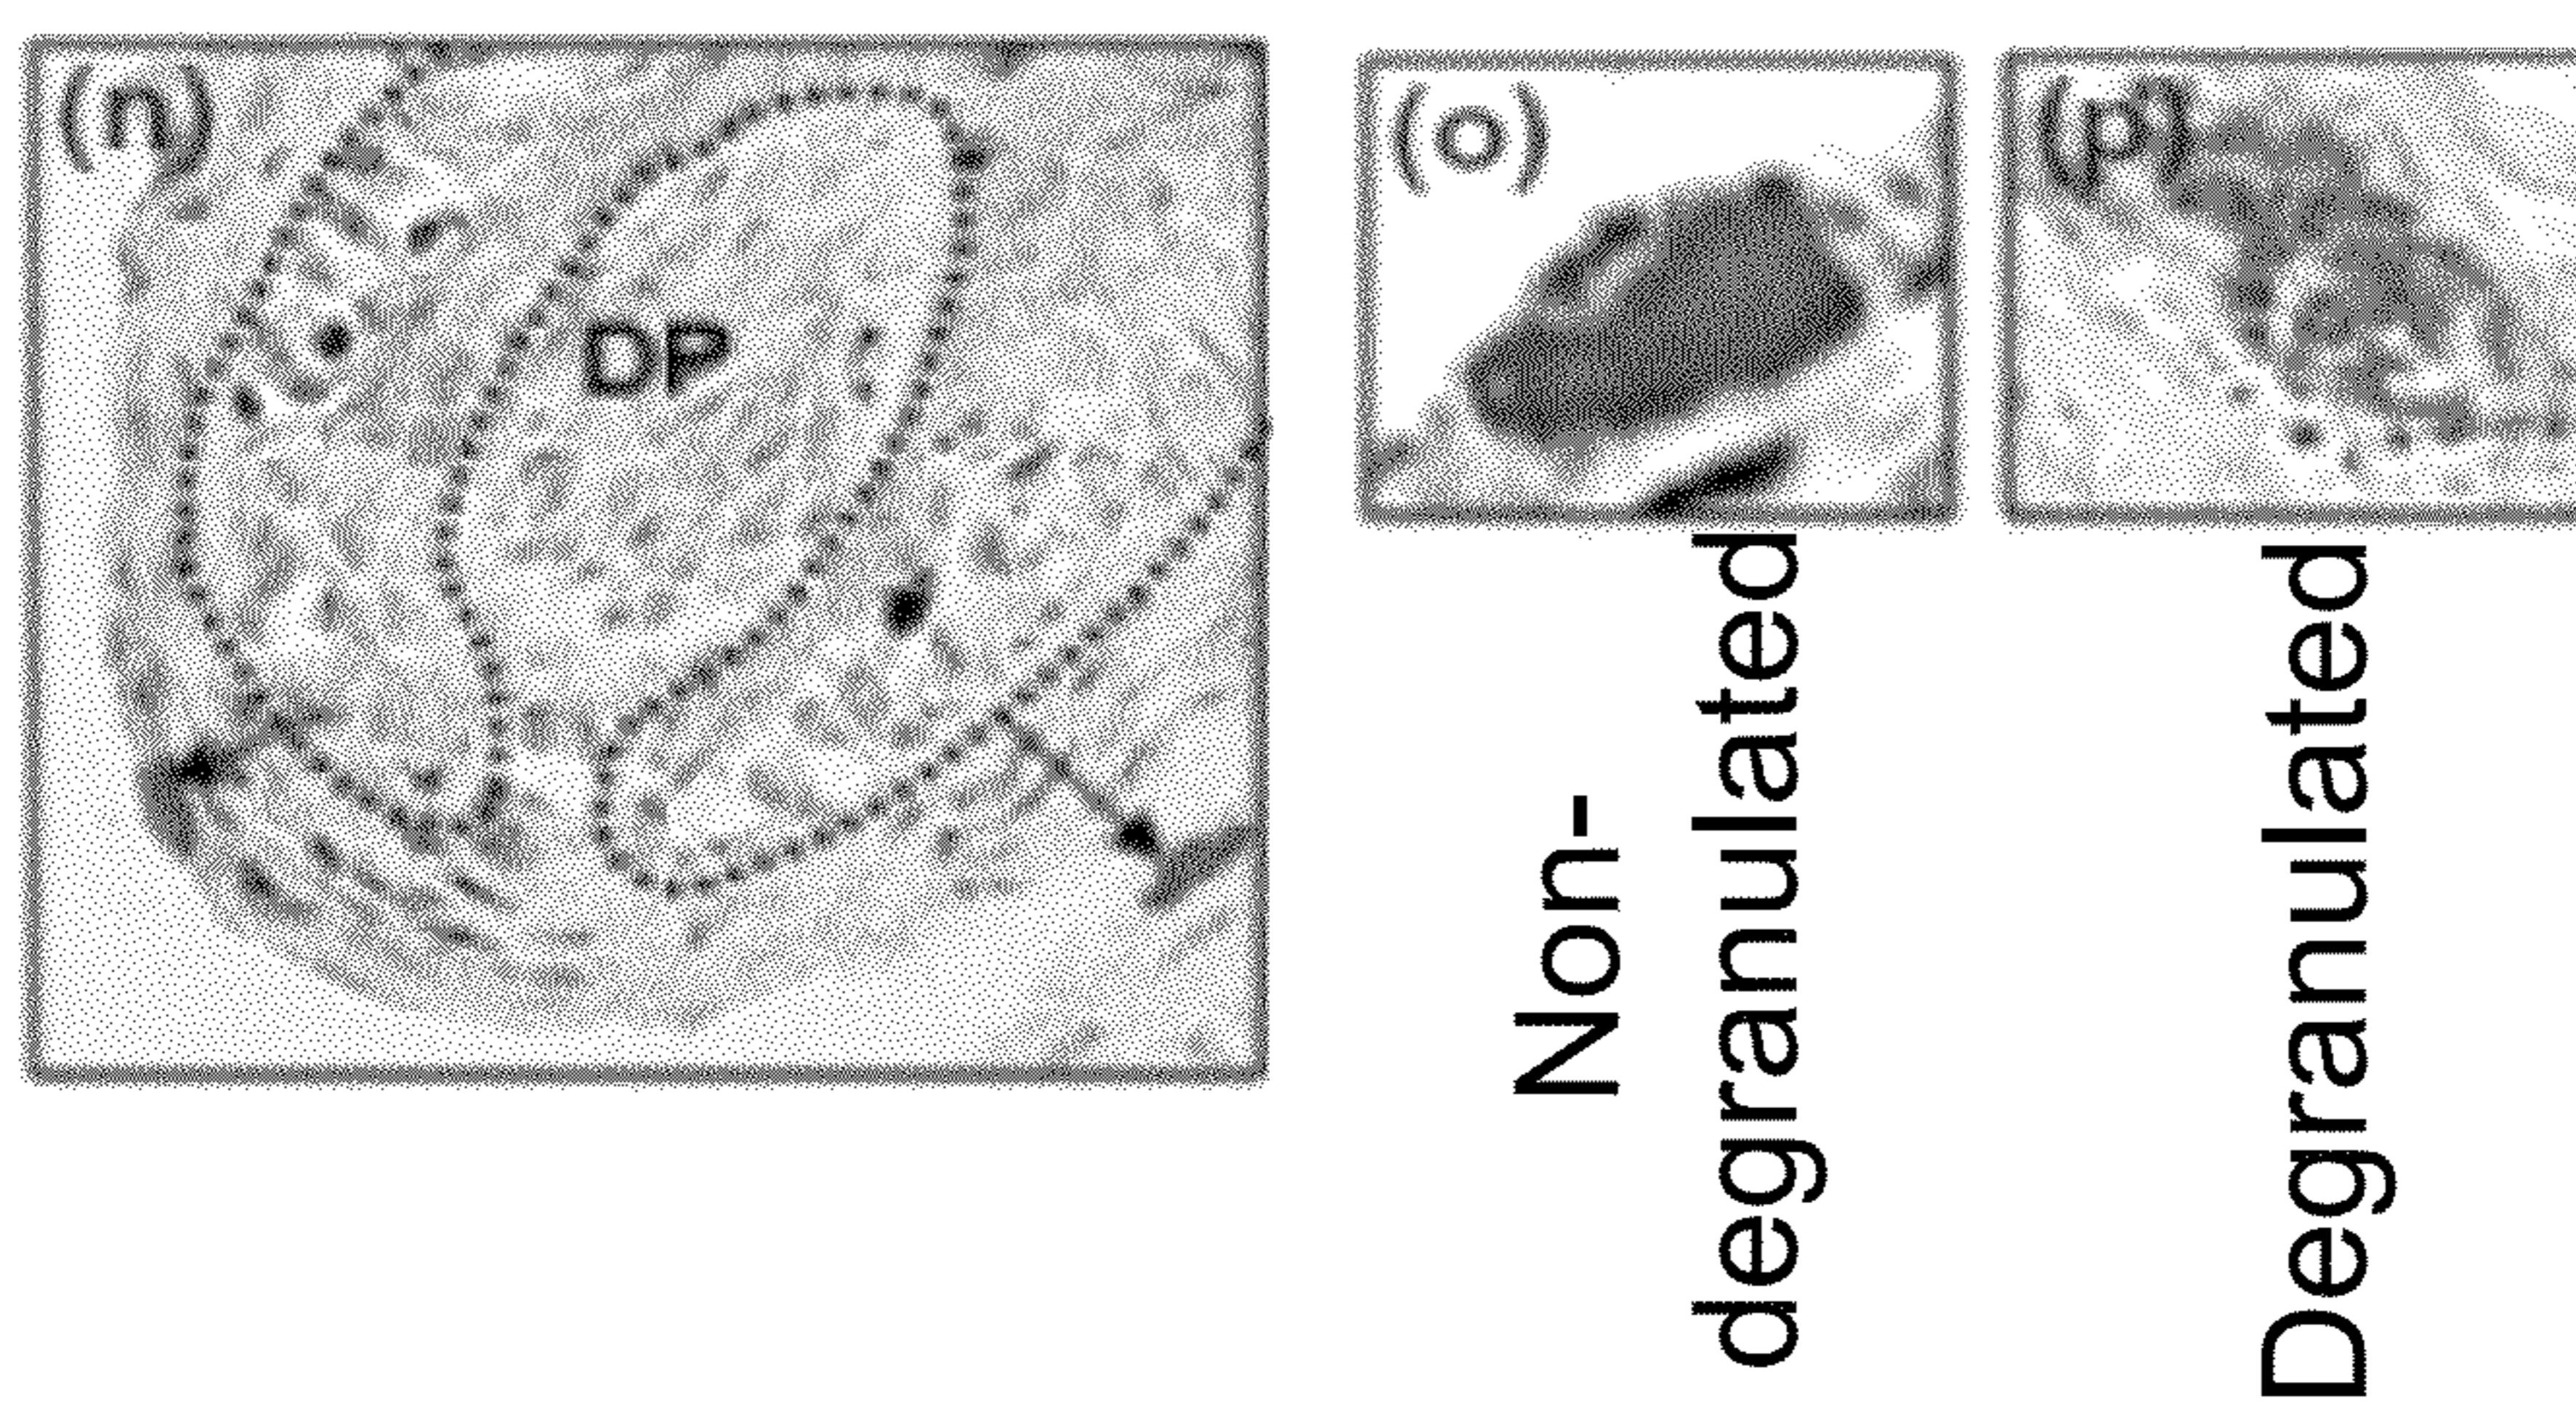 (n)
DP
(o)
(p)
Non-
degranulated
Degranulated